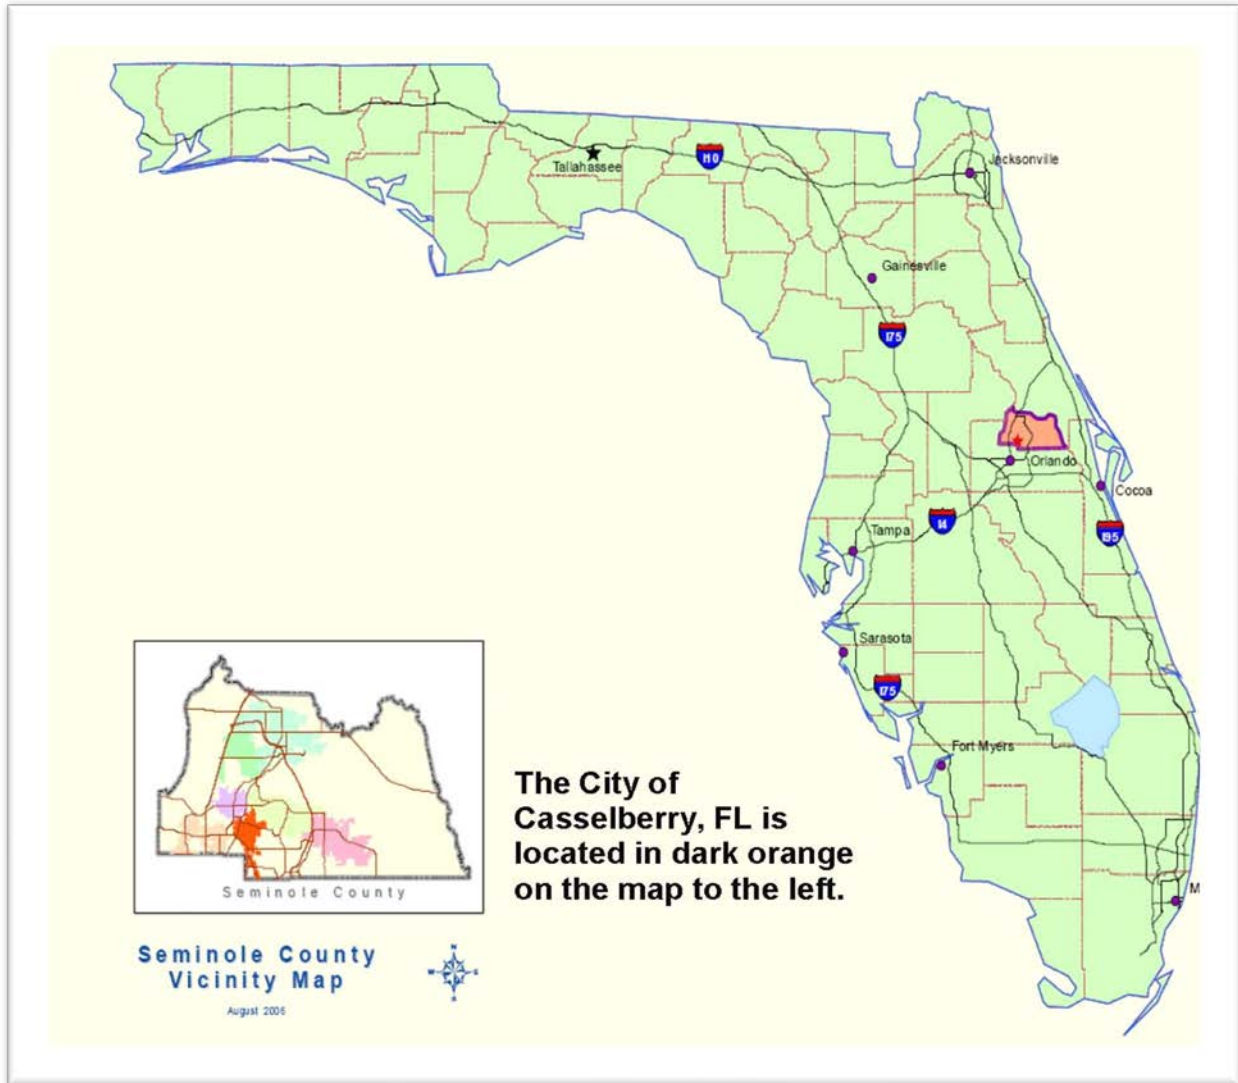 Tallahassee
I10
Jacksonville
Gainesville
I75
Orlando
Cocoa
I4
Tampa
I95
Sarasota
I75
Fort Myers
M
The City of
Casselberry, FL is
located in dark orange
on the map to the left.
Seminole County
Seminole County
Vicinity Map
August 2006
N
S